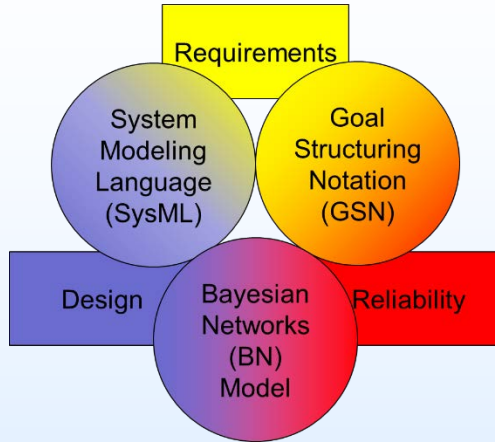 Requirements
System
Modeling
Language
(SysML)
Goal
Structuring
Notation
(GSN)
Design
Bayesian
Networks
(BN)
Model
Reliability